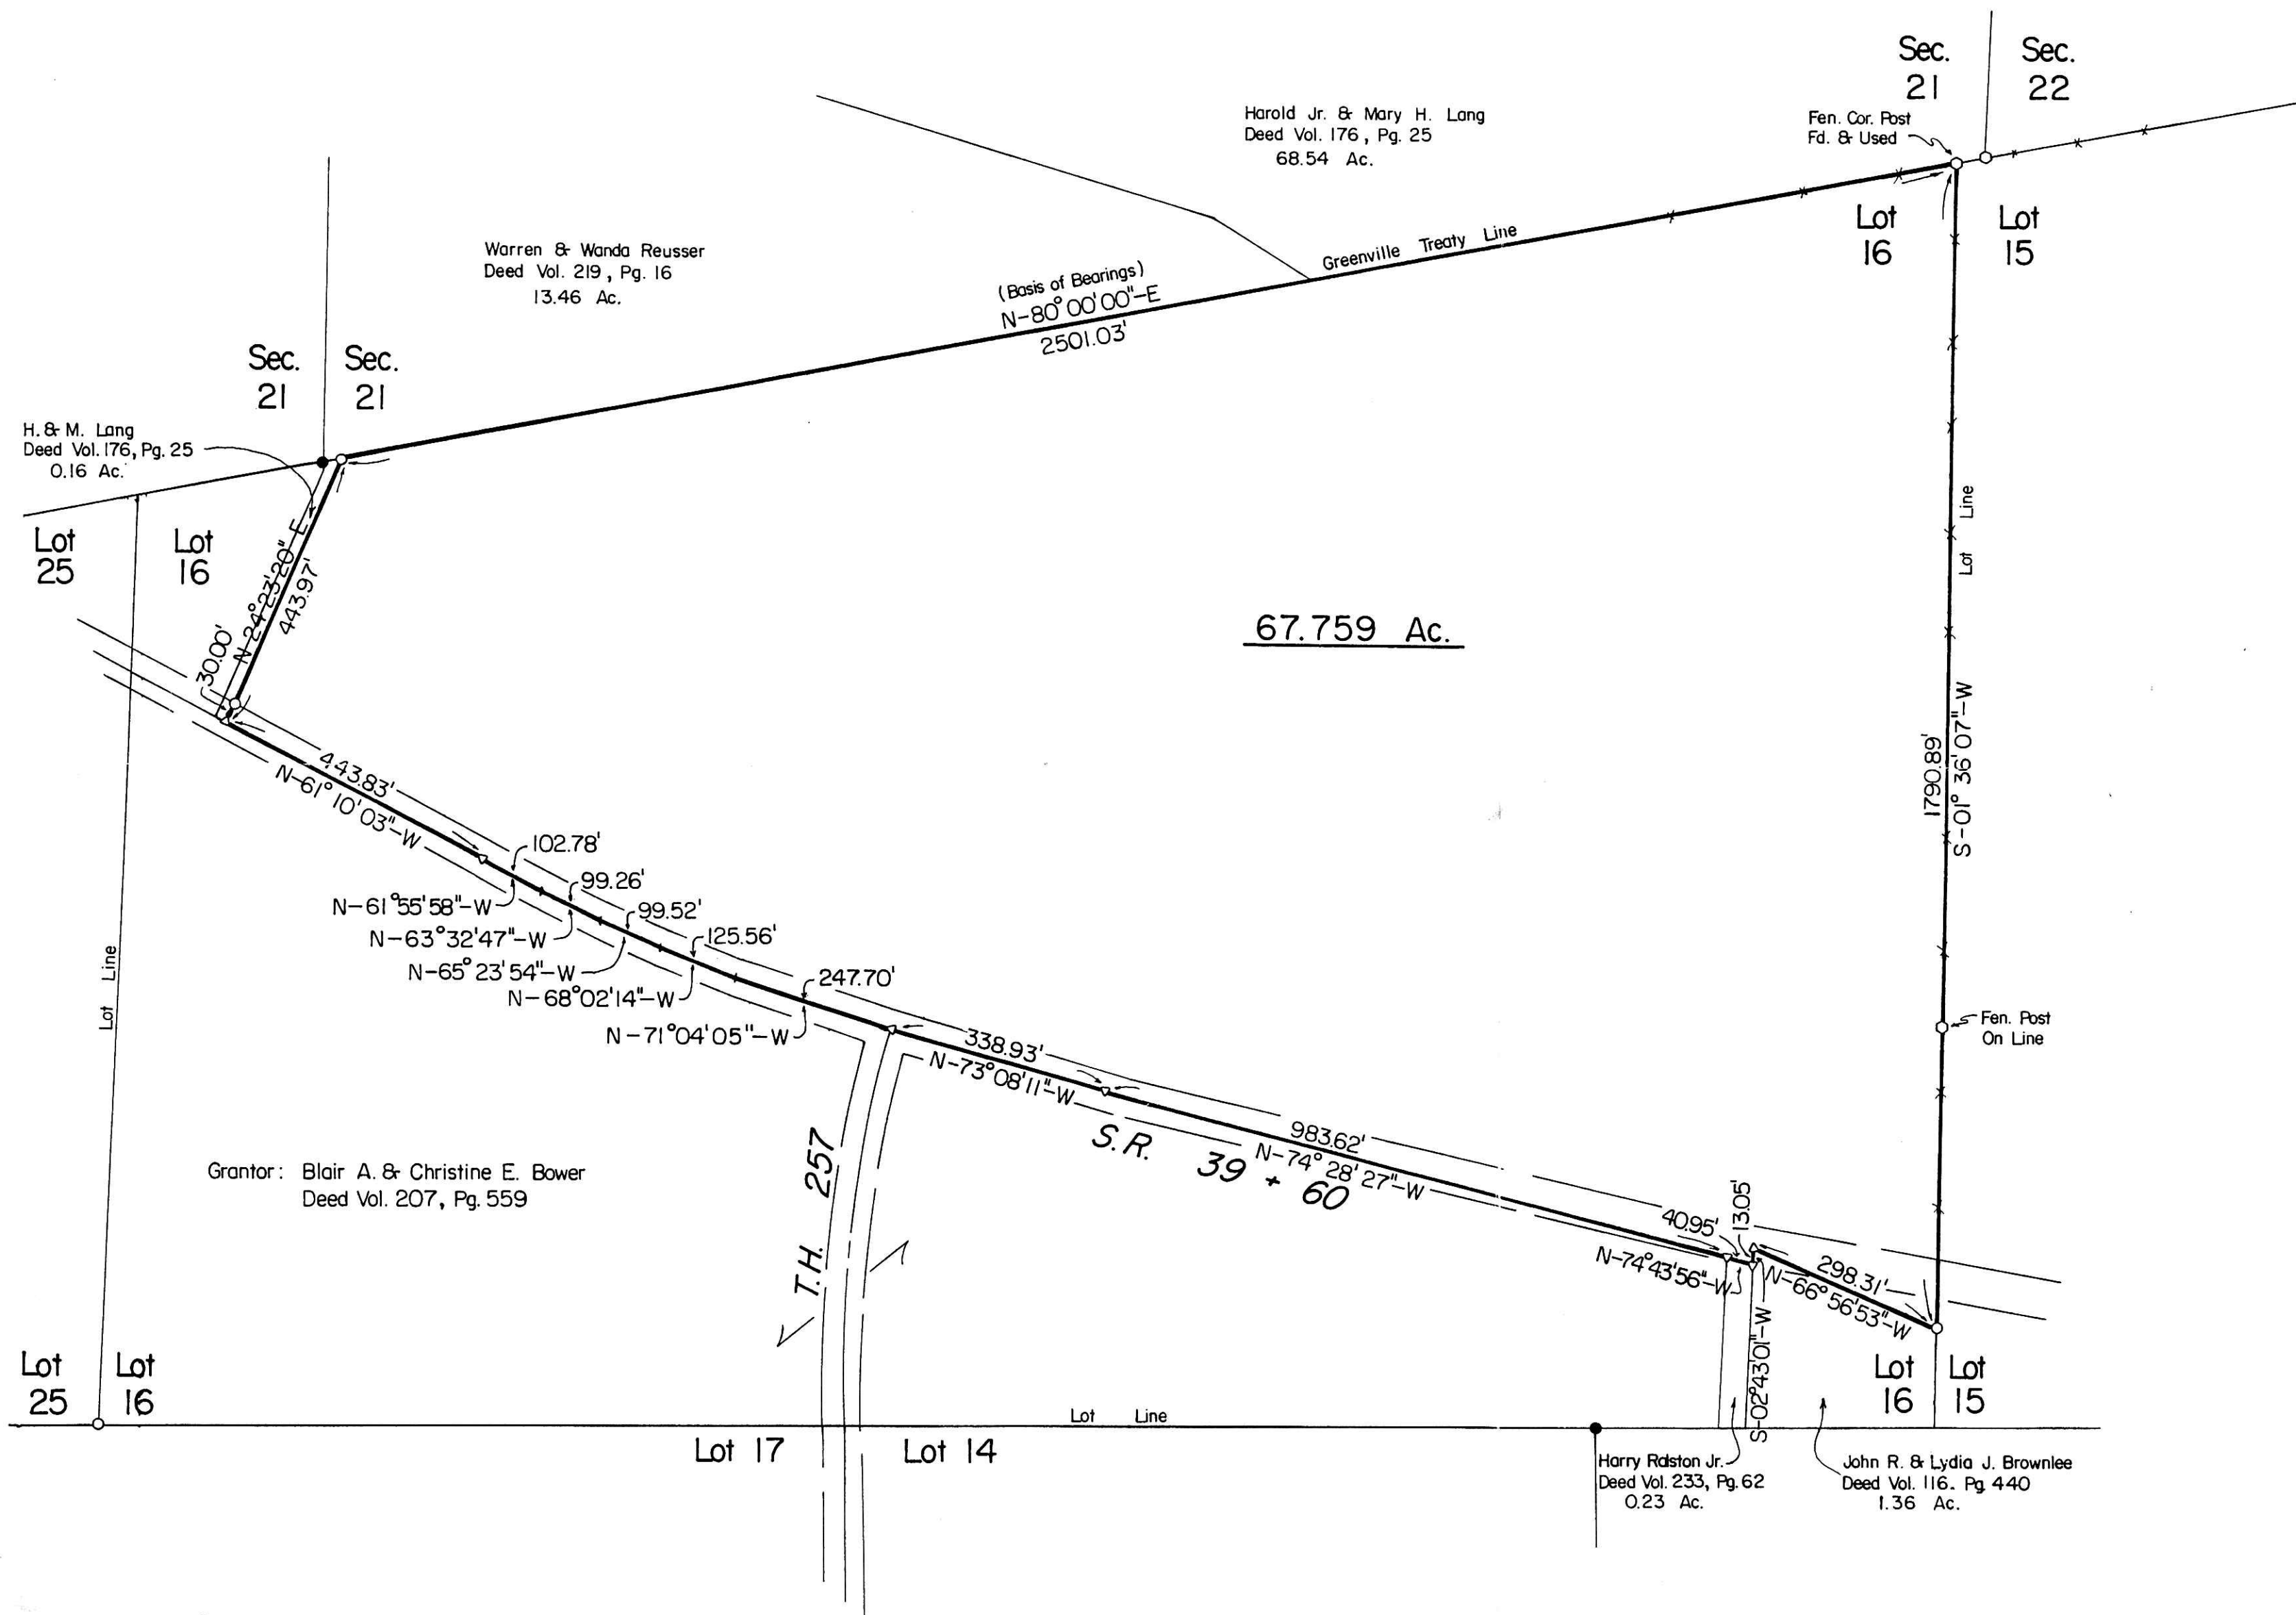 Sec.
21
Sec.
22
Harold Jr. & Mary H. Lang
Deed Vol. 176, Pg. 25
68.54 Ac.
Fen. Cor. Post
Fd. & Used
Lot
16
Lot
15
Warren & Wanda Reusser
Deed Vol. 219, Pg. 16
13.46 Ac.
Greenville Treaty Line
(Basis of Bearings)
N-80°00'00"-E
2501.03'
Sec.
21
Sec.
21
H. & M. Lang
Deed Vol. 176, Pg. 25
0.16 Ac.
Lot
25
Lot
16
N-24°23'20" E
443.97'
30.00'
67.759 Ac.
Lot Line
1790.89'
S-01°36'07"-W
443.83'
N-61°10'03"-W
102.78'
N-61°55'58"-W
99.26'
N-63°32'47"-W
99.52'
N-65°23'54"-W
125.56'
N-68°02'14"-W
247.70'
N-71°04'05"-W
338.93'
N-73°08'11"-W
983.62'
N-74°28'27"-W
S.R. 39 + 60
Fen. Post
On Line
Lot Line
T.H. 257
Grantor: Blair A. & Christine E. Bower
Deed Vol. 207, Pg. 559
40.95'
13.05'
N-74°43'56"-W
298.31'
N-66°56'53"-W
S-02°43'01"-W
Lot
25
Lot
16
Lot
16
Lot
15
Lot Line
Lot 17
Lot 14
Harry Ralston Jr.
Deed Vol. 233, Pg. 62
0.23 Ac.
John R. & Lydia J. Brownlee
Deed Vol. 116. Pg. 440
1.36 Ac.